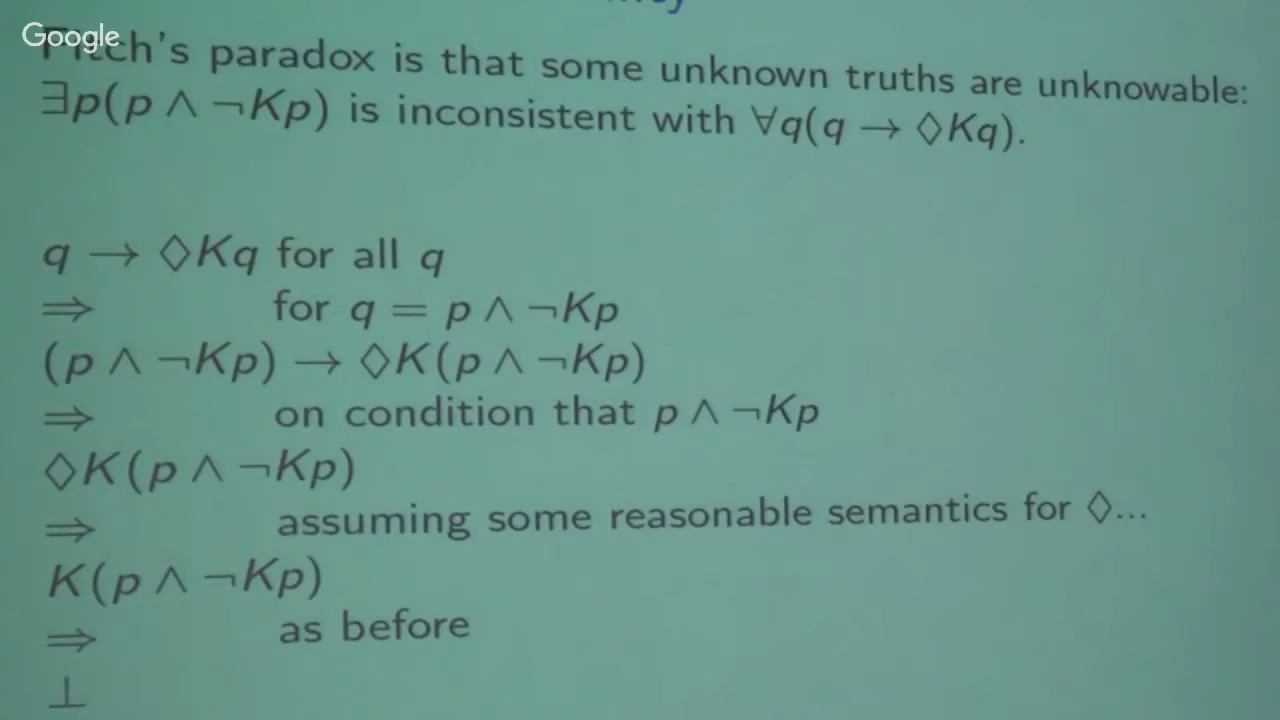 Google
Fitch's paradox is that some unknown truths are unknowable:
∃p(p ∧ ¬Kp) is inconsistent with ∀q(q → ◇Kq).
q → ◇Kq for all q
⇒ for q = p ∧ ¬Kp
(p ∧ ¬Kp) → ◇K(p ∧ ¬Kp)
⇒ on condition that p ∧ ¬Kp
◇K(p ∧ ¬Kp)
⇒ assuming some reasonable semantics for ◇...
K(p ∧ ¬Kp)
⇒ as before
⊥